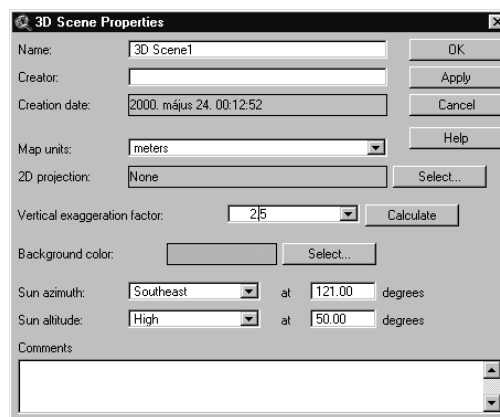 3D Scene Properties
Name: 3D Scene1 OK
Creator: Apply
Creation date: 2000. május 24. 00:12:52 Cancel
Help
Map units: meters
2D projection: None Select...
Vertical exaggeration factor: 2,5 Calculate
Background color: Select...
Sun azimuth: Southeast at 121.00 degrees
Sun altitude: High at 50.00 degrees
Comments